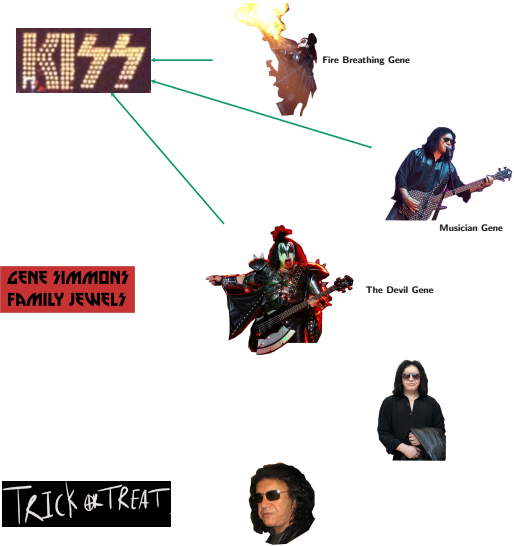 KISS
Fire Breathing Gene
Musician Gene
GENE SIMMONS
FAMILY JEWELS
The Devil Gene
TRICK OR TREAT